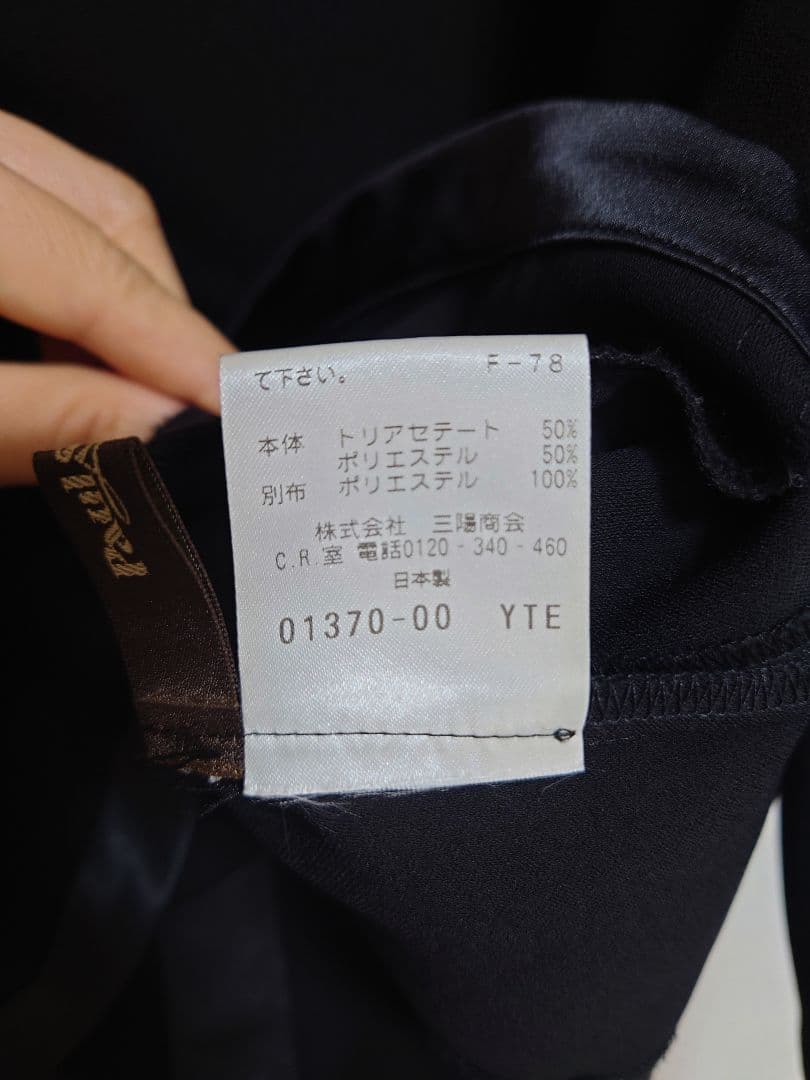 て下さい。 F-78
本体 トリアセテート 50%
ポリエステル 50%
別布 ポリエステル 100%
株式会社 三陽商会
C.R.室 電話0120-340-460
日本製
01370-00 YTE